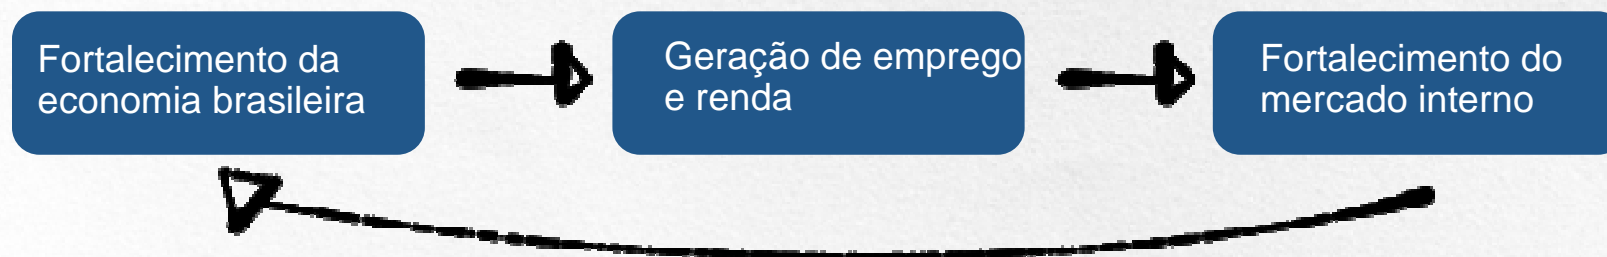 Fortalecimento da
economia brasileira
Geração de emprego
e renda
Fortalecimento do
mercado interno